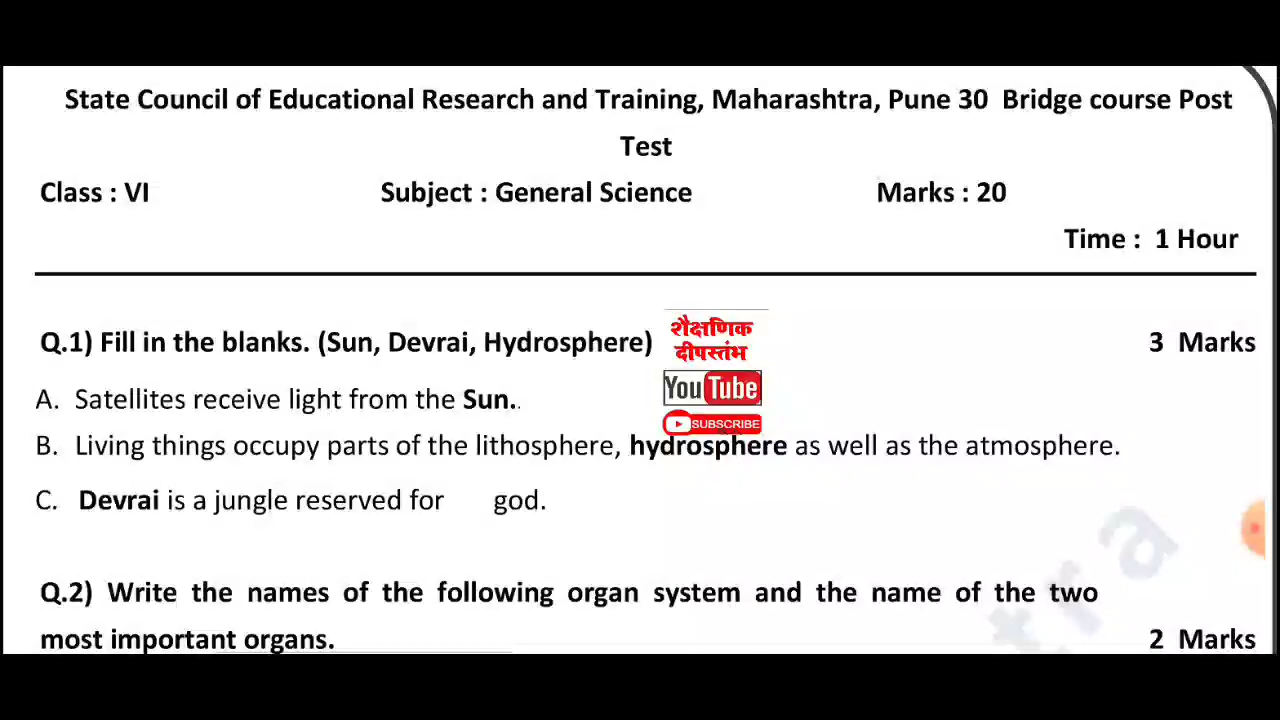 State Council of Educational Research and Training, Maharashtra, Pune 30 Bridge course Post
Test
Class : VI Subject : General Science Marks : 20
Time : 1 Hour
Q.1) Fill in the blanks. (Sun, Devrai, Hydrosphere) 3 Marks
शैक्षणिक
दीपस्तंभ
YouTube
SUBSCRIBE
A. Satellites receive light from the Sun..
B. Living things occupy parts of the lithosphere, hydrosphere as well as the atmosphere.
C. Devrai is a jungle reserved for god.
Q.2) Write the names of the following organ system and the name of the two
most important organs. 2 Marks
tra